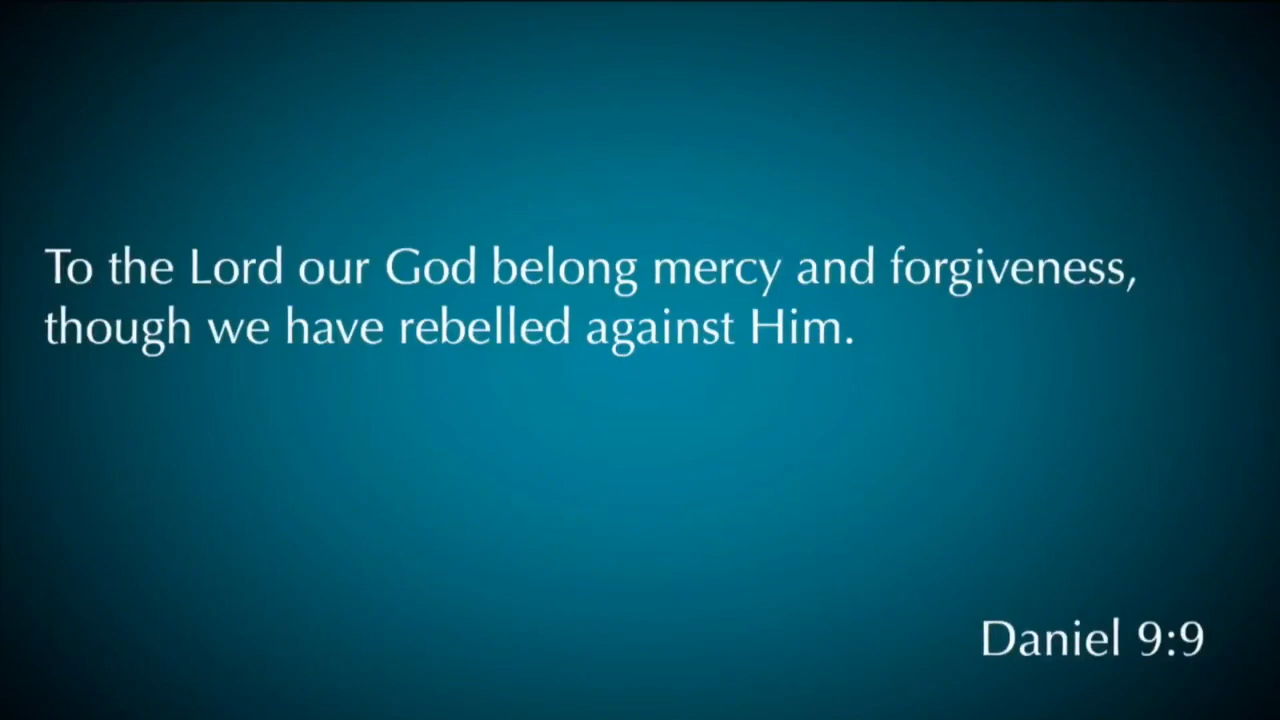 To the Lord our God belong mercy and forgiveness,
though we have rebelled against Him.
Daniel 9:9